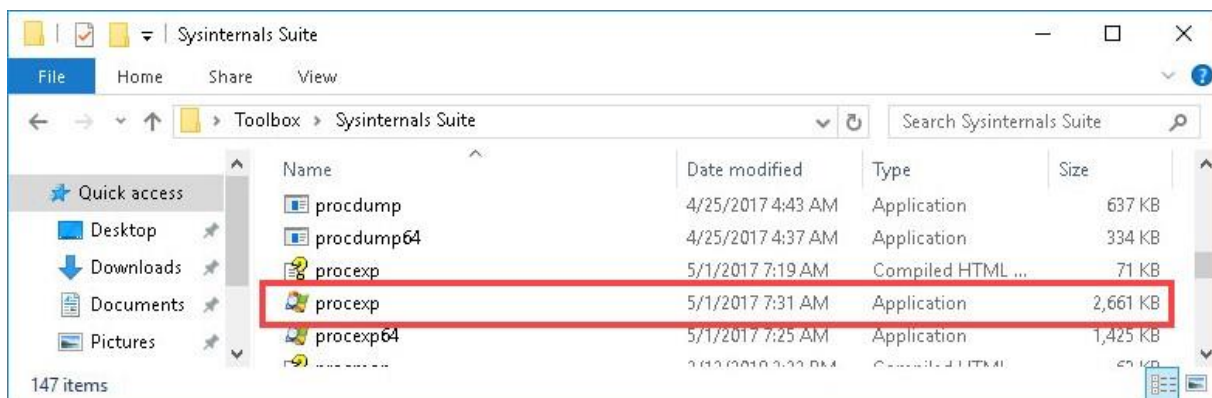 Sysinternals Suite
File Home Share View
Toolbox > Sysinternals Suite Search Sysinternals Suite
Name Date modified Type Size
Quick access
procdump 4/25/2017 4:43 AM Application 637 KB
Desktop
procdump64 4/25/2017 4:37 AM Application 334 KB
Downloads
procexp 5/1/2017 7:19 AM Compiled HTML ... 71 KB
Documents
procexp 5/1/2017 7:31 AM Application 2,661 KB
Pictures
procexp64 5/1/2017 7:25 AM Application 1,425 KB
147 items